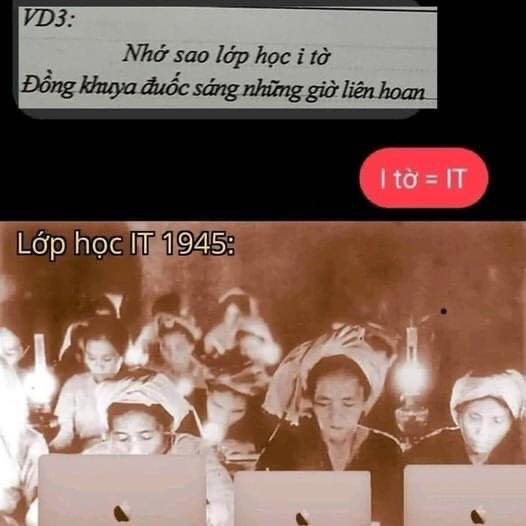 VD3:
Nhớ sao lớp học i tờ
Đồng khuya đuốc sáng những giờ liên hoan
I tờ = IT
Lớp học IT 1945: